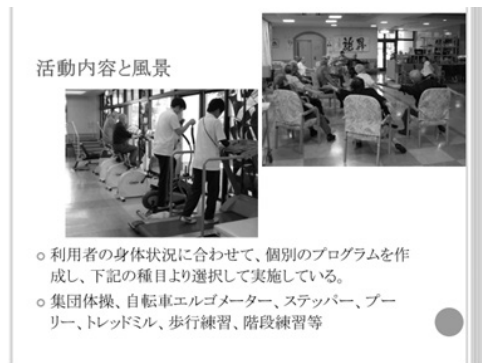 活動内容と風景
○ 利用者の身体状況に合わせて、個別のプログラムを作
成し、下記の種目より選択して実施している。
○ 集団体操、自転車エルゴメーター、ステッパー、プー
リー、トレッドミル、歩行練習、階段練習等